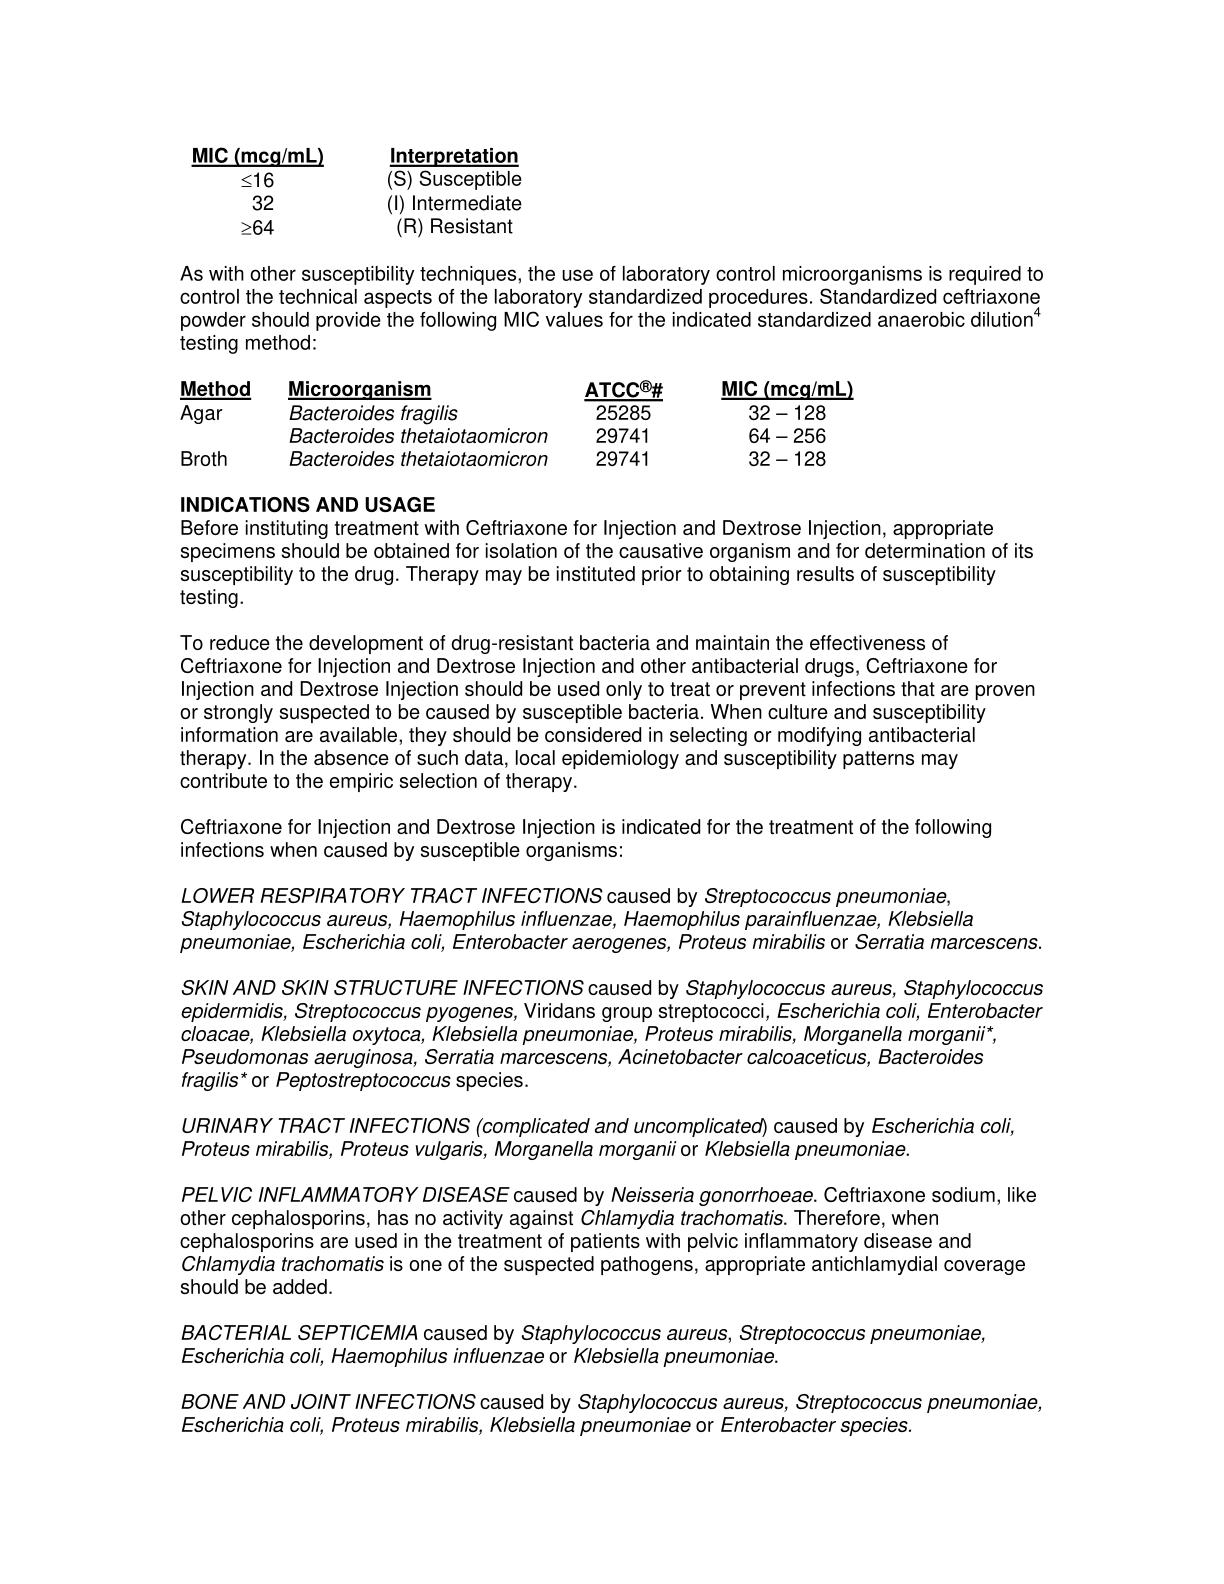 MIC (mcg/mL) Interpretation
≤16 (S) Susceptible
32 (I) Intermediate
≥64 (R) Resistant
As with other susceptibility techniques, the use of laboratory control microorganisms is required to
control the technical aspects of the laboratory standardized procedures. Standardized ceftriaxone
powder should provide the following MIC values for the indicated standardized anaerobic dilution4
testing method:
Method Microorganism ATCC®# MIC (mcg/mL)
Agar Bacteroides fragilis 25285 32 – 128
Bacteroides thetaiotaomicron 29741 64 – 256
Broth Bacteroides thetaiotaomicron 29741 32 – 128
INDICATIONS AND USAGE
Before instituting treatment with Ceftriaxone for Injection and Dextrose Injection, appropriate
specimens should be obtained for isolation of the causative organism and for determination of its
susceptibility to the drug. Therapy may be instituted prior to obtaining results of susceptibility
testing.
To reduce the development of drug-resistant bacteria and maintain the effectiveness of
Ceftriaxone for Injection and Dextrose Injection and other antibacterial drugs, Ceftriaxone for
Injection and Dextrose Injection should be used only to treat or prevent infections that are proven
or strongly suspected to be caused by susceptible bacteria. When culture and susceptibility
information are available, they should be considered in selecting or modifying antibacterial
therapy. In the absence of such data, local epidemiology and susceptibility patterns may
contribute to the empiric selection of therapy.
Ceftriaxone for Injection and Dextrose Injection is indicated for the treatment of the following
infections when caused by susceptible organisms:
LOWER RESPIRATORY TRACT INFECTIONS caused by Streptococcus pneumoniae,
Staphylococcus aureus, Haemophilus influenzae, Haemophilus parainfluenzae, Klebsiella
pneumoniae, Escherichia coli, Enterobacter aerogenes, Proteus mirabilis or Serratia marcescens.
SKIN AND SKIN STRUCTURE INFECTIONS caused by Staphylococcus aureus, Staphylococcus
epidermidis, Streptococcus pyogenes, Viridans group streptococci, Escherichia coli, Enterobacter
cloacae, Klebsiella oxytoca, Klebsiella pneumoniae, Proteus mirabilis, Morganella morganii*,
Pseudomonas aeruginosa, Serratia marcescens, Acinetobacter calcoaceticus, Bacteroides
fragilis* or Peptostreptococcus species.
URINARY TRACT INFECTIONS (complicated and uncomplicated) caused by Escherichia coli,
Proteus mirabilis, Proteus vulgaris, Morganella morganii or Klebsiella pneumoniae.
PELVIC INFLAMMATORY DISEASE caused by Neisseria gonorrhoeae. Ceftriaxone sodium, like
other cephalosporins, has no activity against Chlamydia trachomatis. Therefore, when
cephalosporins are used in the treatment of patients with pelvic inflammatory disease and
Chlamydia trachomatis is one of the suspected pathogens, appropriate antichlamydial coverage
should be added.
BACTERIAL SEPTICEMIA caused by Staphylococcus aureus, Streptococcus pneumoniae,
Escherichia coli, Haemophilus influenzae or Klebsiella pneumoniae.
BONE AND JOINT INFECTIONS caused by Staphylococcus aureus, Streptococcus pneumoniae,
Escherichia coli, Proteus mirabilis, Klebsiella pneumoniae or Enterobacter species.